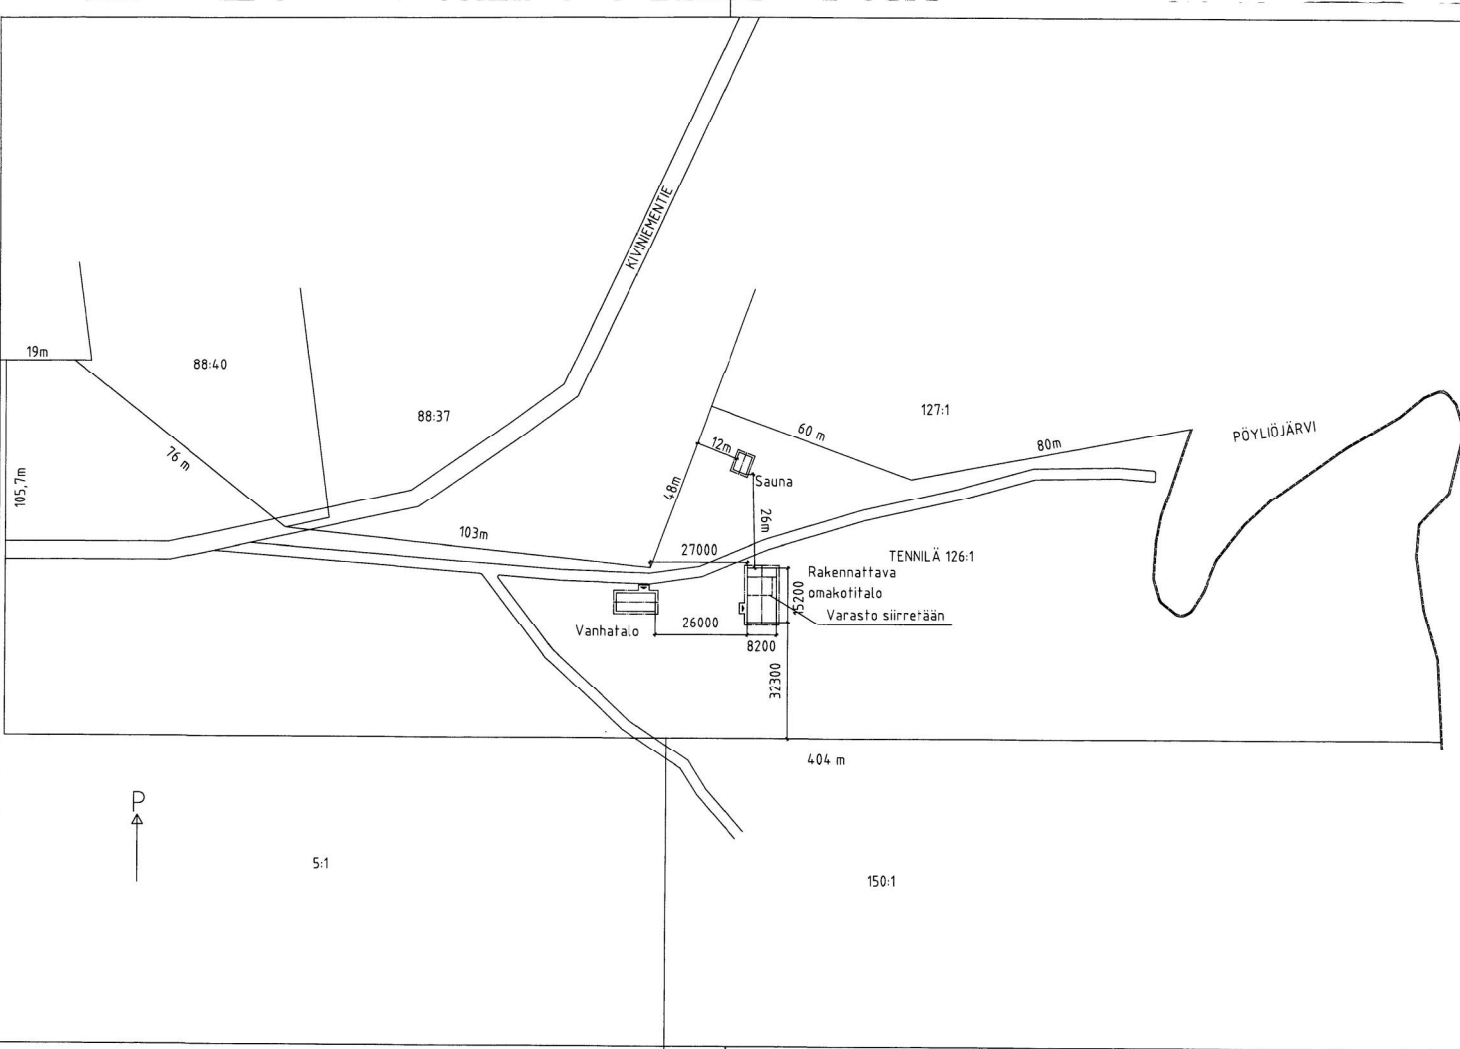 KIVINIEMENTIE
19m
88:40
88:37
127:1
PÖYLIÖJÄRVI
60 m
80m
12m
76 m
Sauna
48m
105,7m
26m
103m
27000
TENNILÄ 126:1
Rakennattava
omakotitalo
15200
Varasto siirretään
26000
Vanhatalo
8200
32300
404 m
P
5:1
150:1